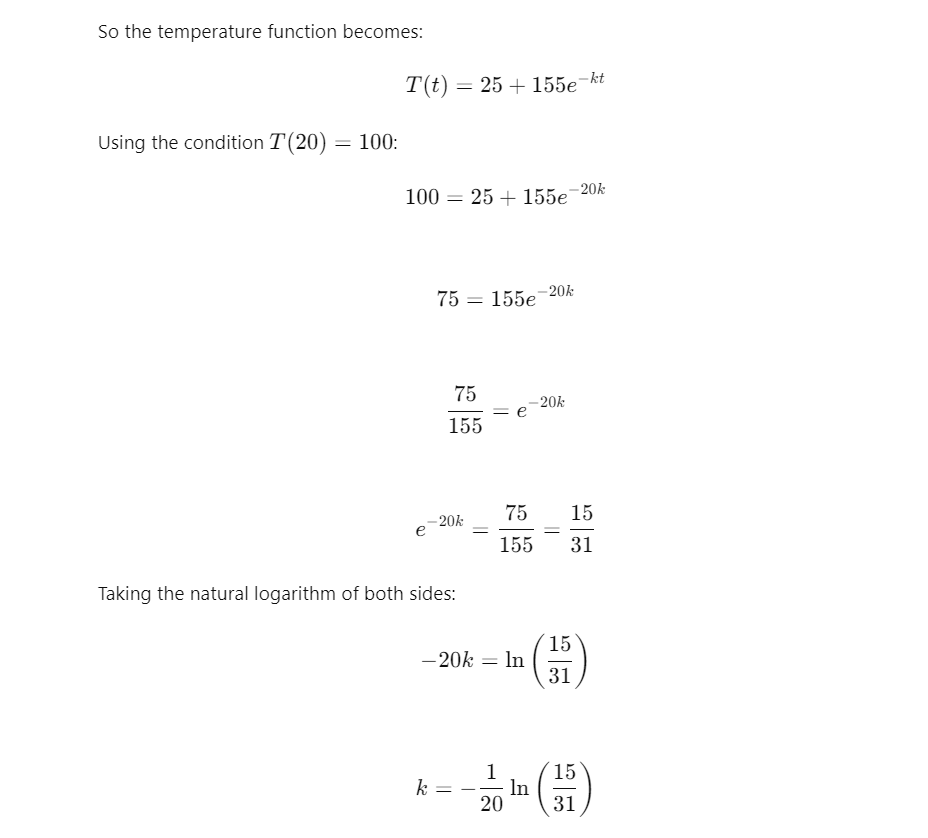 So the temperature function becomes:
T(t) = 25 + 155e^{-kt}
Using the condition T(20) = 100:
100 = 25 + 155e^{-20k}
75 = 155e^{-20k}
\frac{75}{155} = e^{-20k}
e^{-20k} = \frac{75}{155} = \frac{15}{31}
Taking the natural logarithm of both sides:
-20k = \ln\left(\frac{15}{31}\right)
k = -\frac{1}{20} \ln\left(\frac{15}{31}\right)